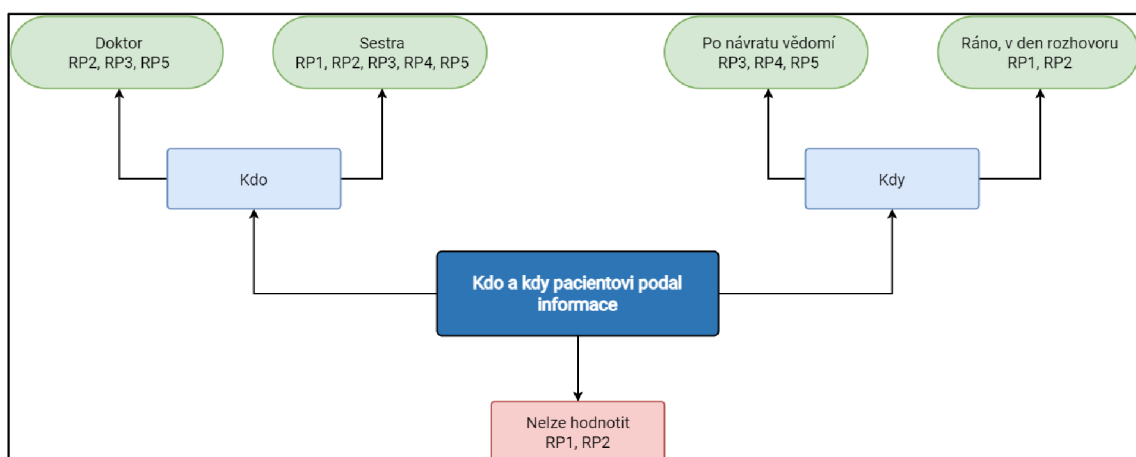 Doktor
RP2, RP3, RP5
Sestra
RP1, RP2, RP3, RP4, RP5
Po návratu vědomí
RP3, RP4, RP5
Ráno, v den rozhovoru
RP1, RP2
Kdo
Kdy
Kdo a kdy pacientovi podal
informace
Nelze hodnotit
RP1, RP2